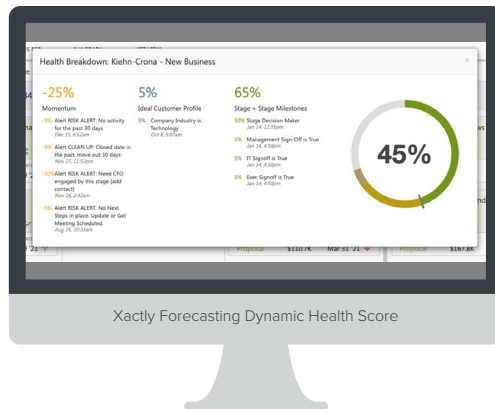 Health Breakdown: Kiehn-Crona - New Business
×
-25%
Momentum
-5% Alert RISK ALERT: No activity
for the past 30 days
Dec 15, 6:52am
-5% Alert CLEAN UP: Closed date in
the past, move out 30 days
Nov 27, 11:52pm
-10% Alert RISK ALERT: Need CFO
engaged by this stage (add
contact)
Nov 26, 2:42am
-5% Alert RISK ALERT: No Next
Steps in place. Update or Get
Meeting Scheduled.
Aug 25, 10:33am
5%
Ideal Customer Profile
5% Company Industry is
Technology
Oct 8, 5:07am
65%
Stage + Stage Milestones
50% Stage Decision Maker
Jan 14, 12:35pm
5% Management Sign-Off is True
Jan 14, 4:50pm
5% IT Signoff is True
Jan 14, 4:50pm
5% Exec Signoff is True
Jan 14, 4:50pm
45%
'21
Proposal $110.7K Mar 31 '21
Proposal $167.8K
Xactly Forecasting Dynamic Health Score